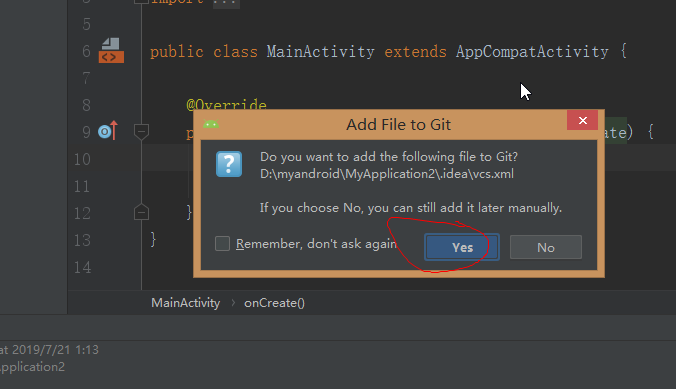 5
import ...
6
public class MainActivity extends AppCompatActivity {
7
8
@Override
Add File to Git
9
ate) {
Do you want to add the following file to Git?
10
D:\myandroid\MyApplication2\.idea\vcs.xml
11
If you choose No, you can still add it later manually.
12
}
Remember, don't ask again
Yes
No
13
}
14
MainActivity
onCreate()
at 2019/7/21 1:13
pplication2